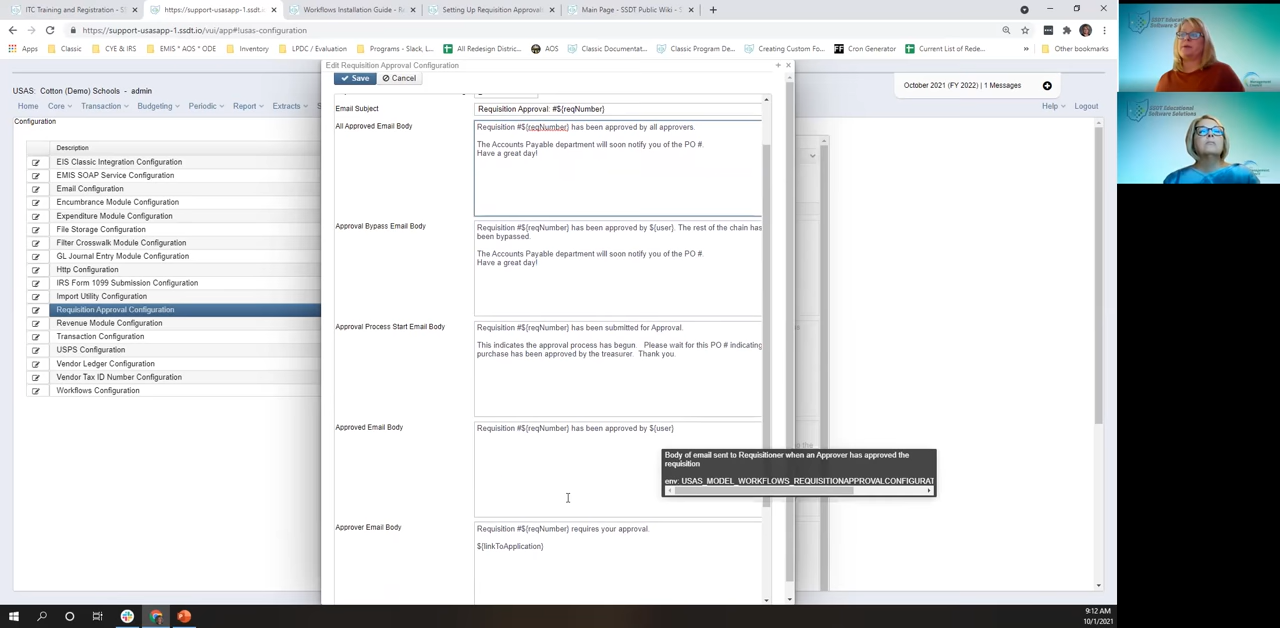 ITC Training and Registration
https://support-usasapp-1.ssdt.io
Workflows Installation Guide
Setting Up Requisition Approval
Main Page - SSDT Public Wiki - S
https://support-usasapp-1.ssdt.io/vui/app#!usas-configuration
Apps
Classic
CYE & IRS
EMIS * AOS * ODE
Inventory
LPDC / Evaluation
Programs - Slack, L...
All Redesign Distric...
AOS
Classic Documentat...
Classic Program De...
Creating Custom Fo...
Cron Generator
Current List of Rede...
Other bookmarks
USAS: Cotton (Demo) Schools - admin
October 2021 (FY 2022) | 1 Messages
Home
Core
Transaction
Budgeting
Periodic
Report
Extracts
S
Help
Logout
Configuration
Description
EIS Classic Integration Configuration
EMIS SOAP Service Configuration
Email Configuration
Encumbrance Module Configuration
Expenditure Module Configuration
File Storage Configuration
Filter Crosswalk Module Configuration
GL Journal Entry Module Configuration
Http Configuration
IRS Form 1099 Submission Configuration
Import Utility Configuration
Requisition Approval Configuration
Revenue Module Configuration
Transaction Configuration
USPS Configuration
Vendor Ledger Configuration
Vendor Tax ID Number Configuration
Workflows Configuration
Edit Requisition Approval Configuration
Save
Cancel
Email Subject
Requisition Approval: #${reqNumber}
All Approved Email Body
Requisition #${reqNumber} has been approved by all approvers.
The Accounts Payable department will soon notify you of the PO #.
Have a great day!
Approval Bypass Email Body
Requisition #${reqNumber} has been approved by ${user}. The rest of the chain has
been bypassed.
The Accounts Payable department will soon notify you of the PO #.
Have a great day!
Approval Process Start Email Body
Requisition #${reqNumber} has been submitted for Approval.
This indicates the approval process has begun. Please wait for this PO # indicating
purchase has been approved by the treasurer. Thank you.
Approved Email Body
Requisition #${reqNumber} has been approved by ${user}
Body of email sent to Requisitioner when an Approver has approved the
requisition
env: USAS_MODEL_WORKFLOWS_REQUISITIONAPPROVALCONFIGURAT
Approver Email Body
Requisition #${reqNumber} requires your approval.
${linkToApplication}
9:12 AM
10/1/2021